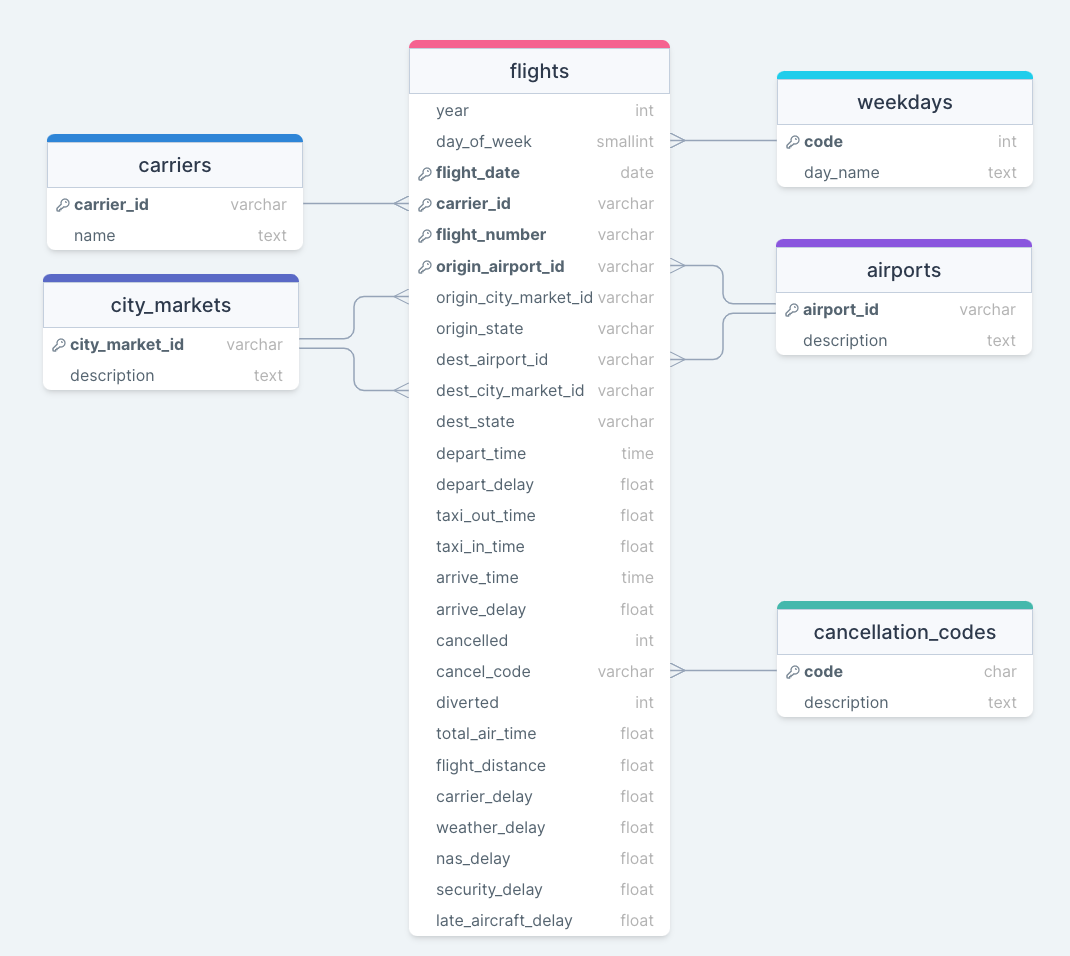 flights
year int
day_of_week smallint
flight_date date
carrier_id varchar
flight_number varchar
origin_airport_id varchar
origin_city_market_id varchar
origin_state varchar
dest_airport_id varchar
dest_city_market_id varchar
dest_state varchar
depart_time time
depart_delay float
taxi_out_time float
taxi_in_time float
arrive_time time
arrive_delay float
cancelled int
cancel_code varchar
diverted int
total_air_time float
flight_distance float
carrier_delay float
weather_delay float
nas_delay float
security_delay float
late_aircraft_delay float
carriers
carrier_id varchar
name text
city_markets
city_market_id varchar
description text
weekdays
code int
day_name text
airports
airport_id varchar
description text
cancellation_codes
code char
description text